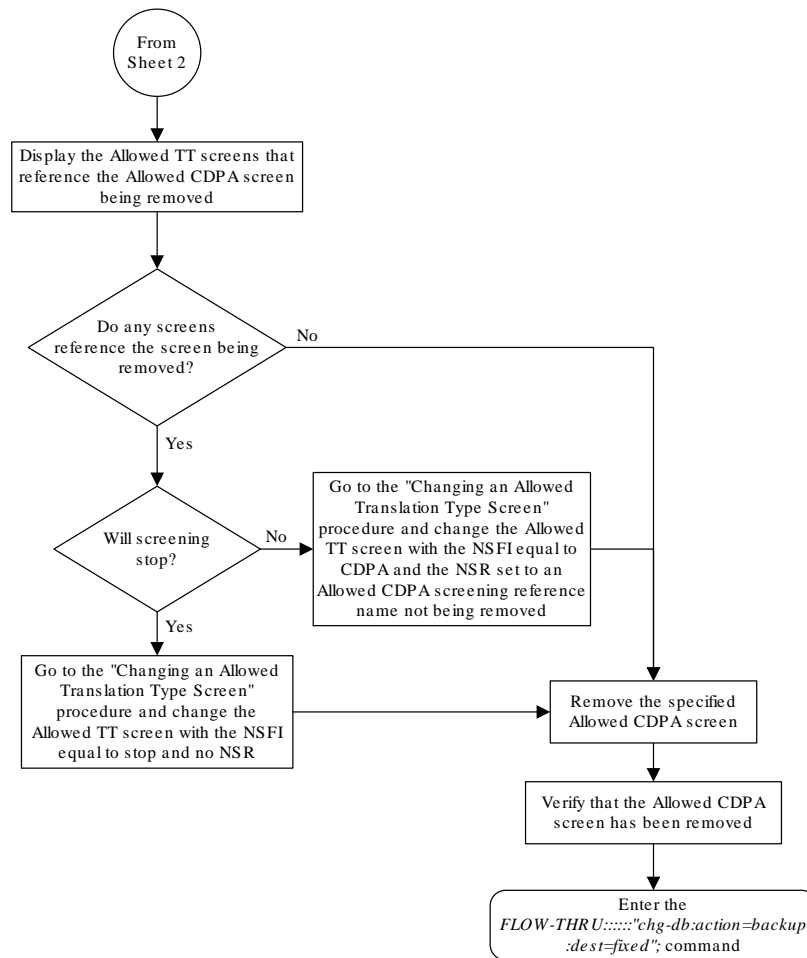 From
Sheet 2
Display the Allowed TT screens that
reference the Allowed CDPA screen
being removed
Do any screens
reference the screen being
removed?
No
Yes
Will screening
stop?
No
Go to the "Changing an Allowed
Translation Type Screen"
procedure and change the Allowed
TT screen with the NSFI equal to
CDPA and the NSR set to an
Allowed CDPA screening reference
name not being removed
Yes
Go to the "Changing an Allowed
Translation Type Screen"
procedure and change the
Allowed TT screen with the NSFI
equal to stop and no NSR
Remove the specified
Allowed CDPA screen
Verify that the Allowed CDPA
screen has been removed
Enter the
FLOW-THRU::::::"chg-db:action=backup
:dest=fixed"; command